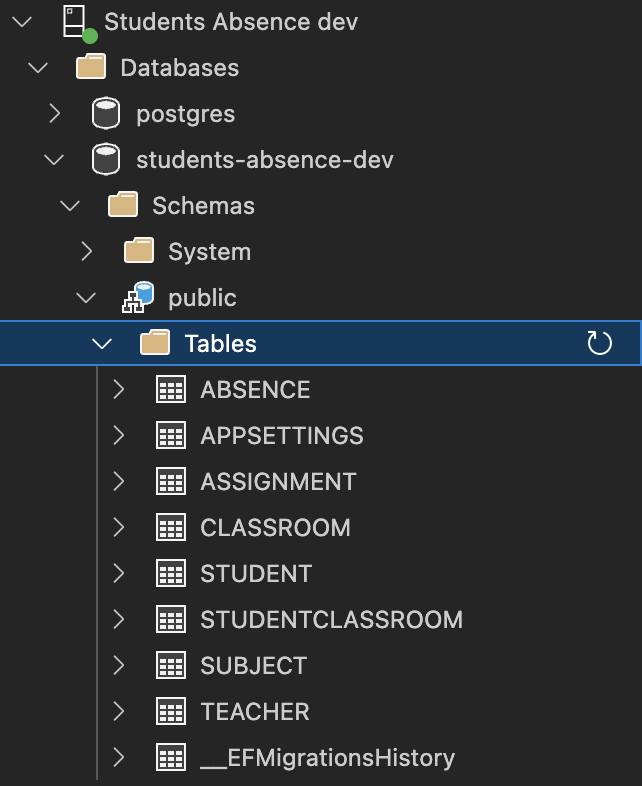 Students Absence dev
Databases
postgres
students-absence-dev
Schemas
System
public
Tables
ABSENCE
APPSETTINGS
ASSIGNMENT
CLASSROOM
STUDENT
STUDENTCLASSROOM
SUBJECT
TEACHER
__EFMigrationsHistory